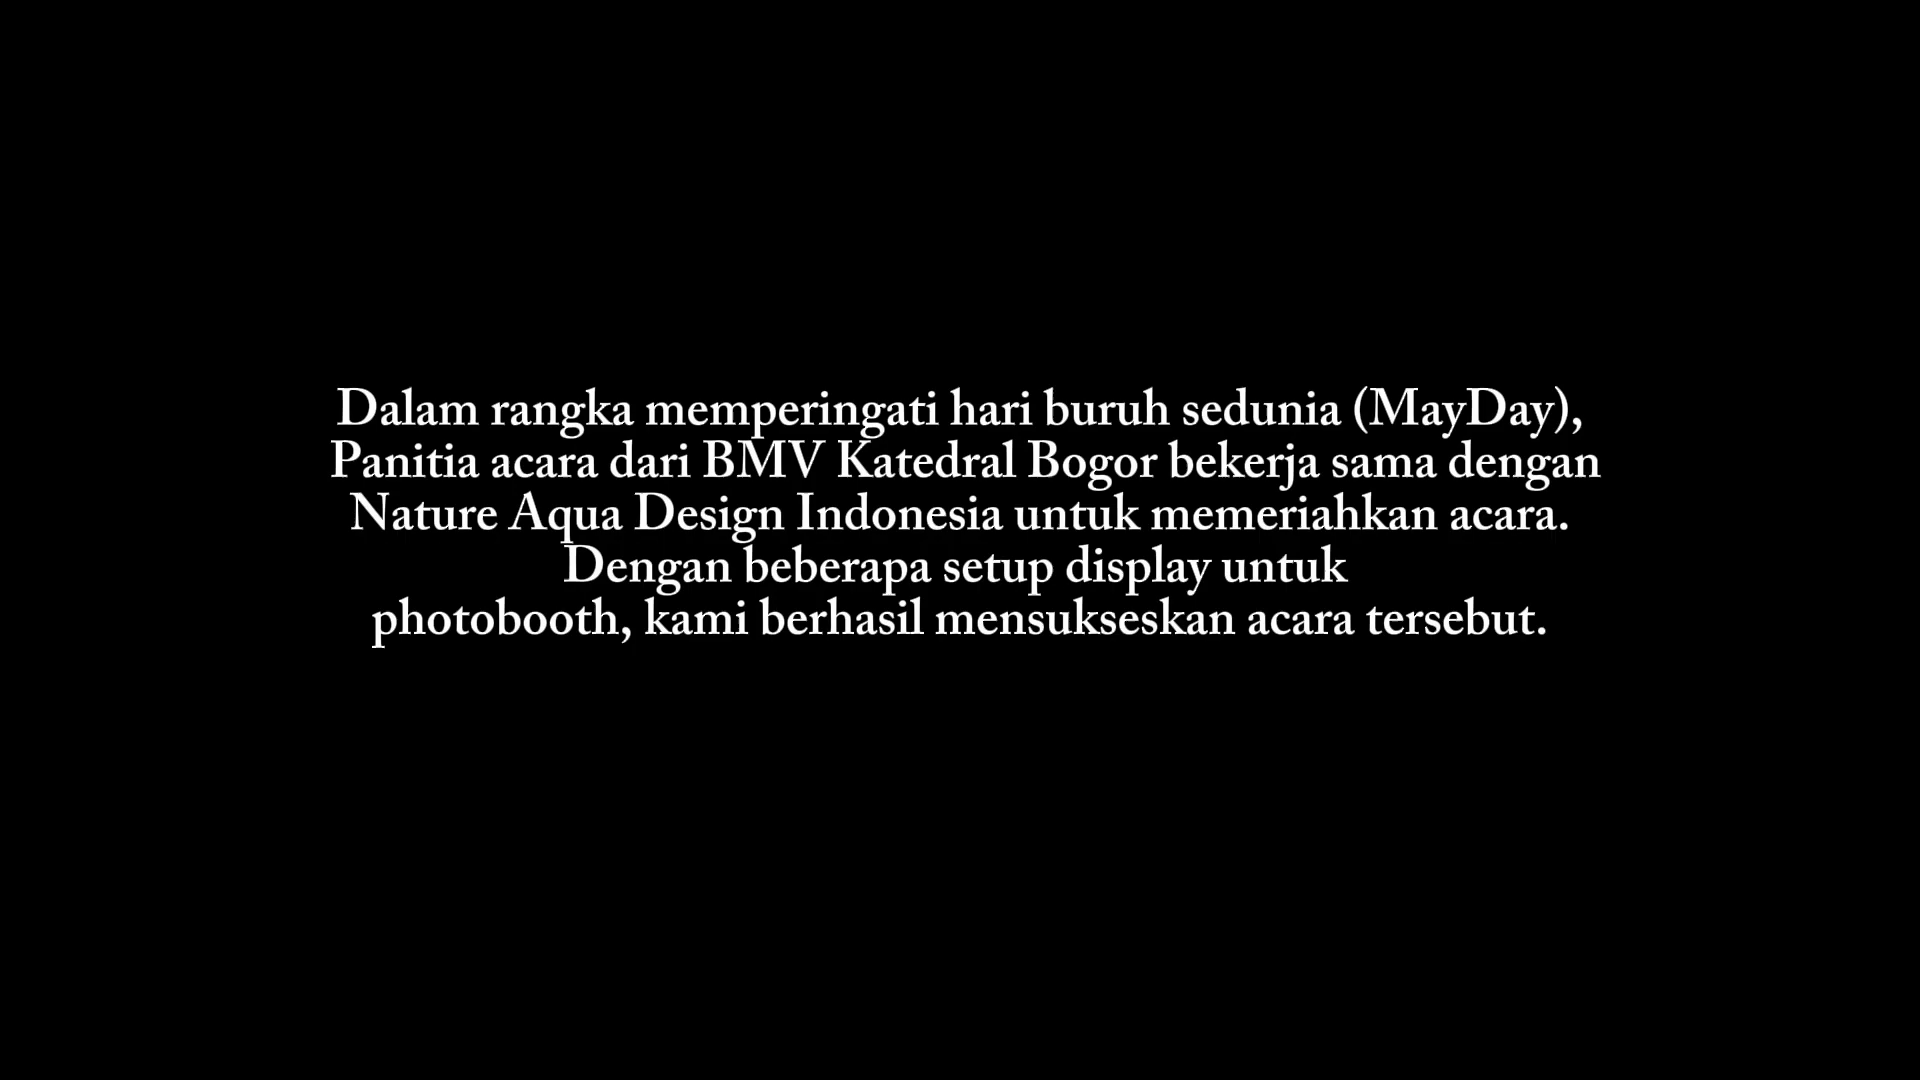 Dalam rangka memperingati hari buruh sedunia (MayDay),
Panitia acara dari BMV Katedral Bogor bekerja sama dengan
Nature Aqua Design Indonesia untuk memeriahkan acara.
Dengan beberapa setup display untuk
photobooth, kami berhasil mensukseskan acara tersebut.